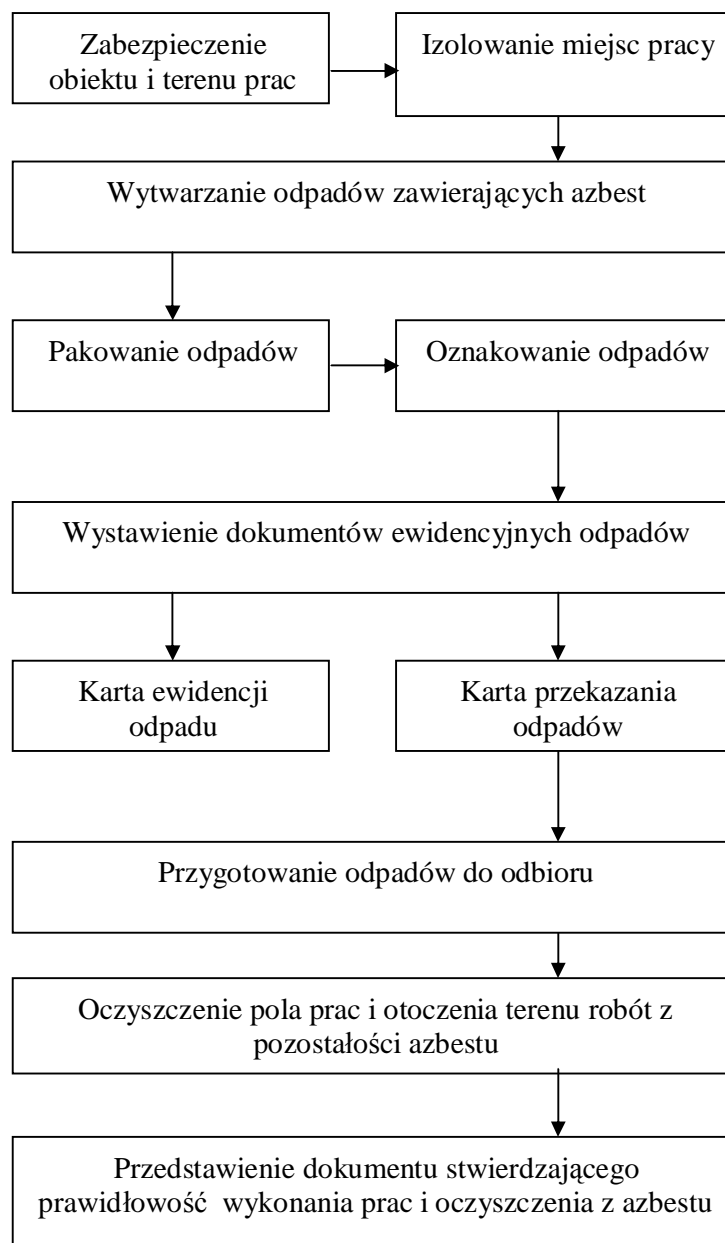 Zabezpieczenie
obiektu i terenu prac
Izolowanie miejsc pracy
Wytwarzanie odpadów zawierających azbest
Pakowanie odpadów
Oznakowanie odpadów
Wystawienie dokumentów ewidencyjnych odpadów
Karta ewidencji
odpadu
Karta przekazania
odpadów
Przygotowanie odpadów do odbioru
Oczyszczenie pola prac i otoczenia terenu robót z
pozostałości azbestu
Przedstawienie dokumentu stwierdzającego
prawidłowość wykonania prac i oczyszczenia z azbestu